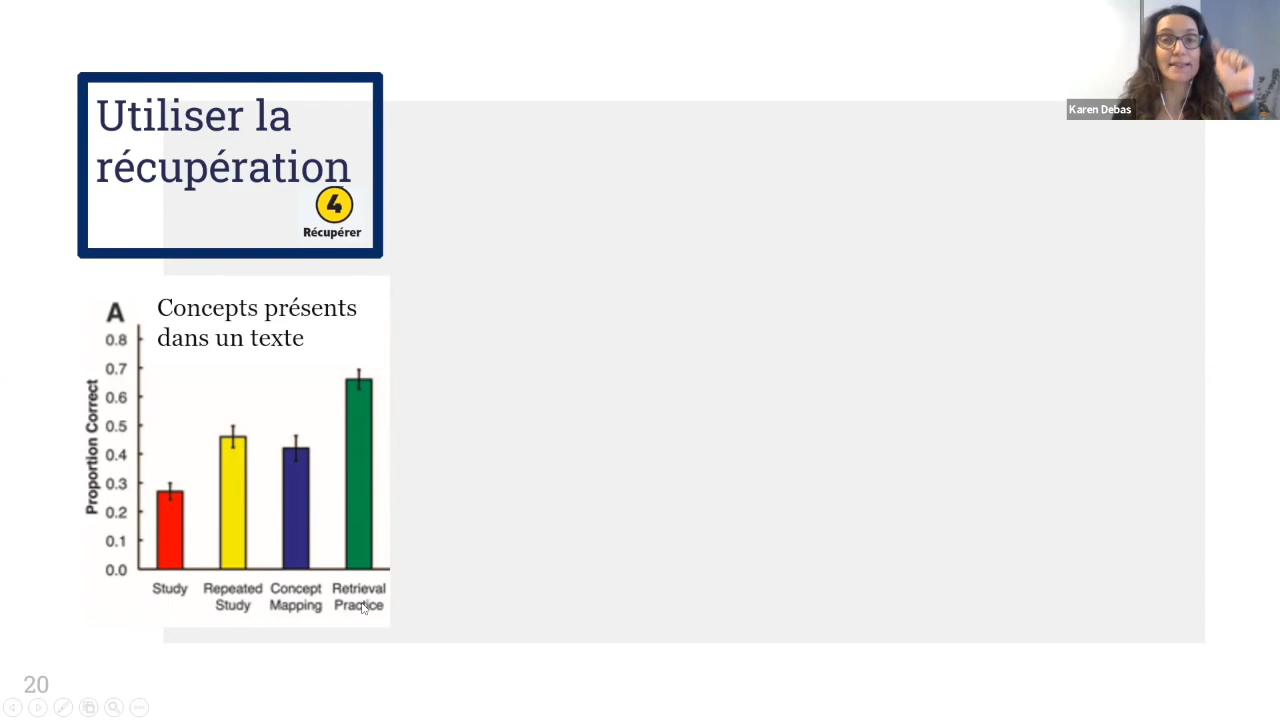 Karen Debas
Utiliser la
récupération
4
Récupérer
A
Concepts présents
dans un texte
Proportion Correct
0.8
0.7
0.6
0.5
0.4
0.3
0.2
0.1
0.0
Study
Repeated
Study
Concept
Mapping
Retrieval
Practice
20